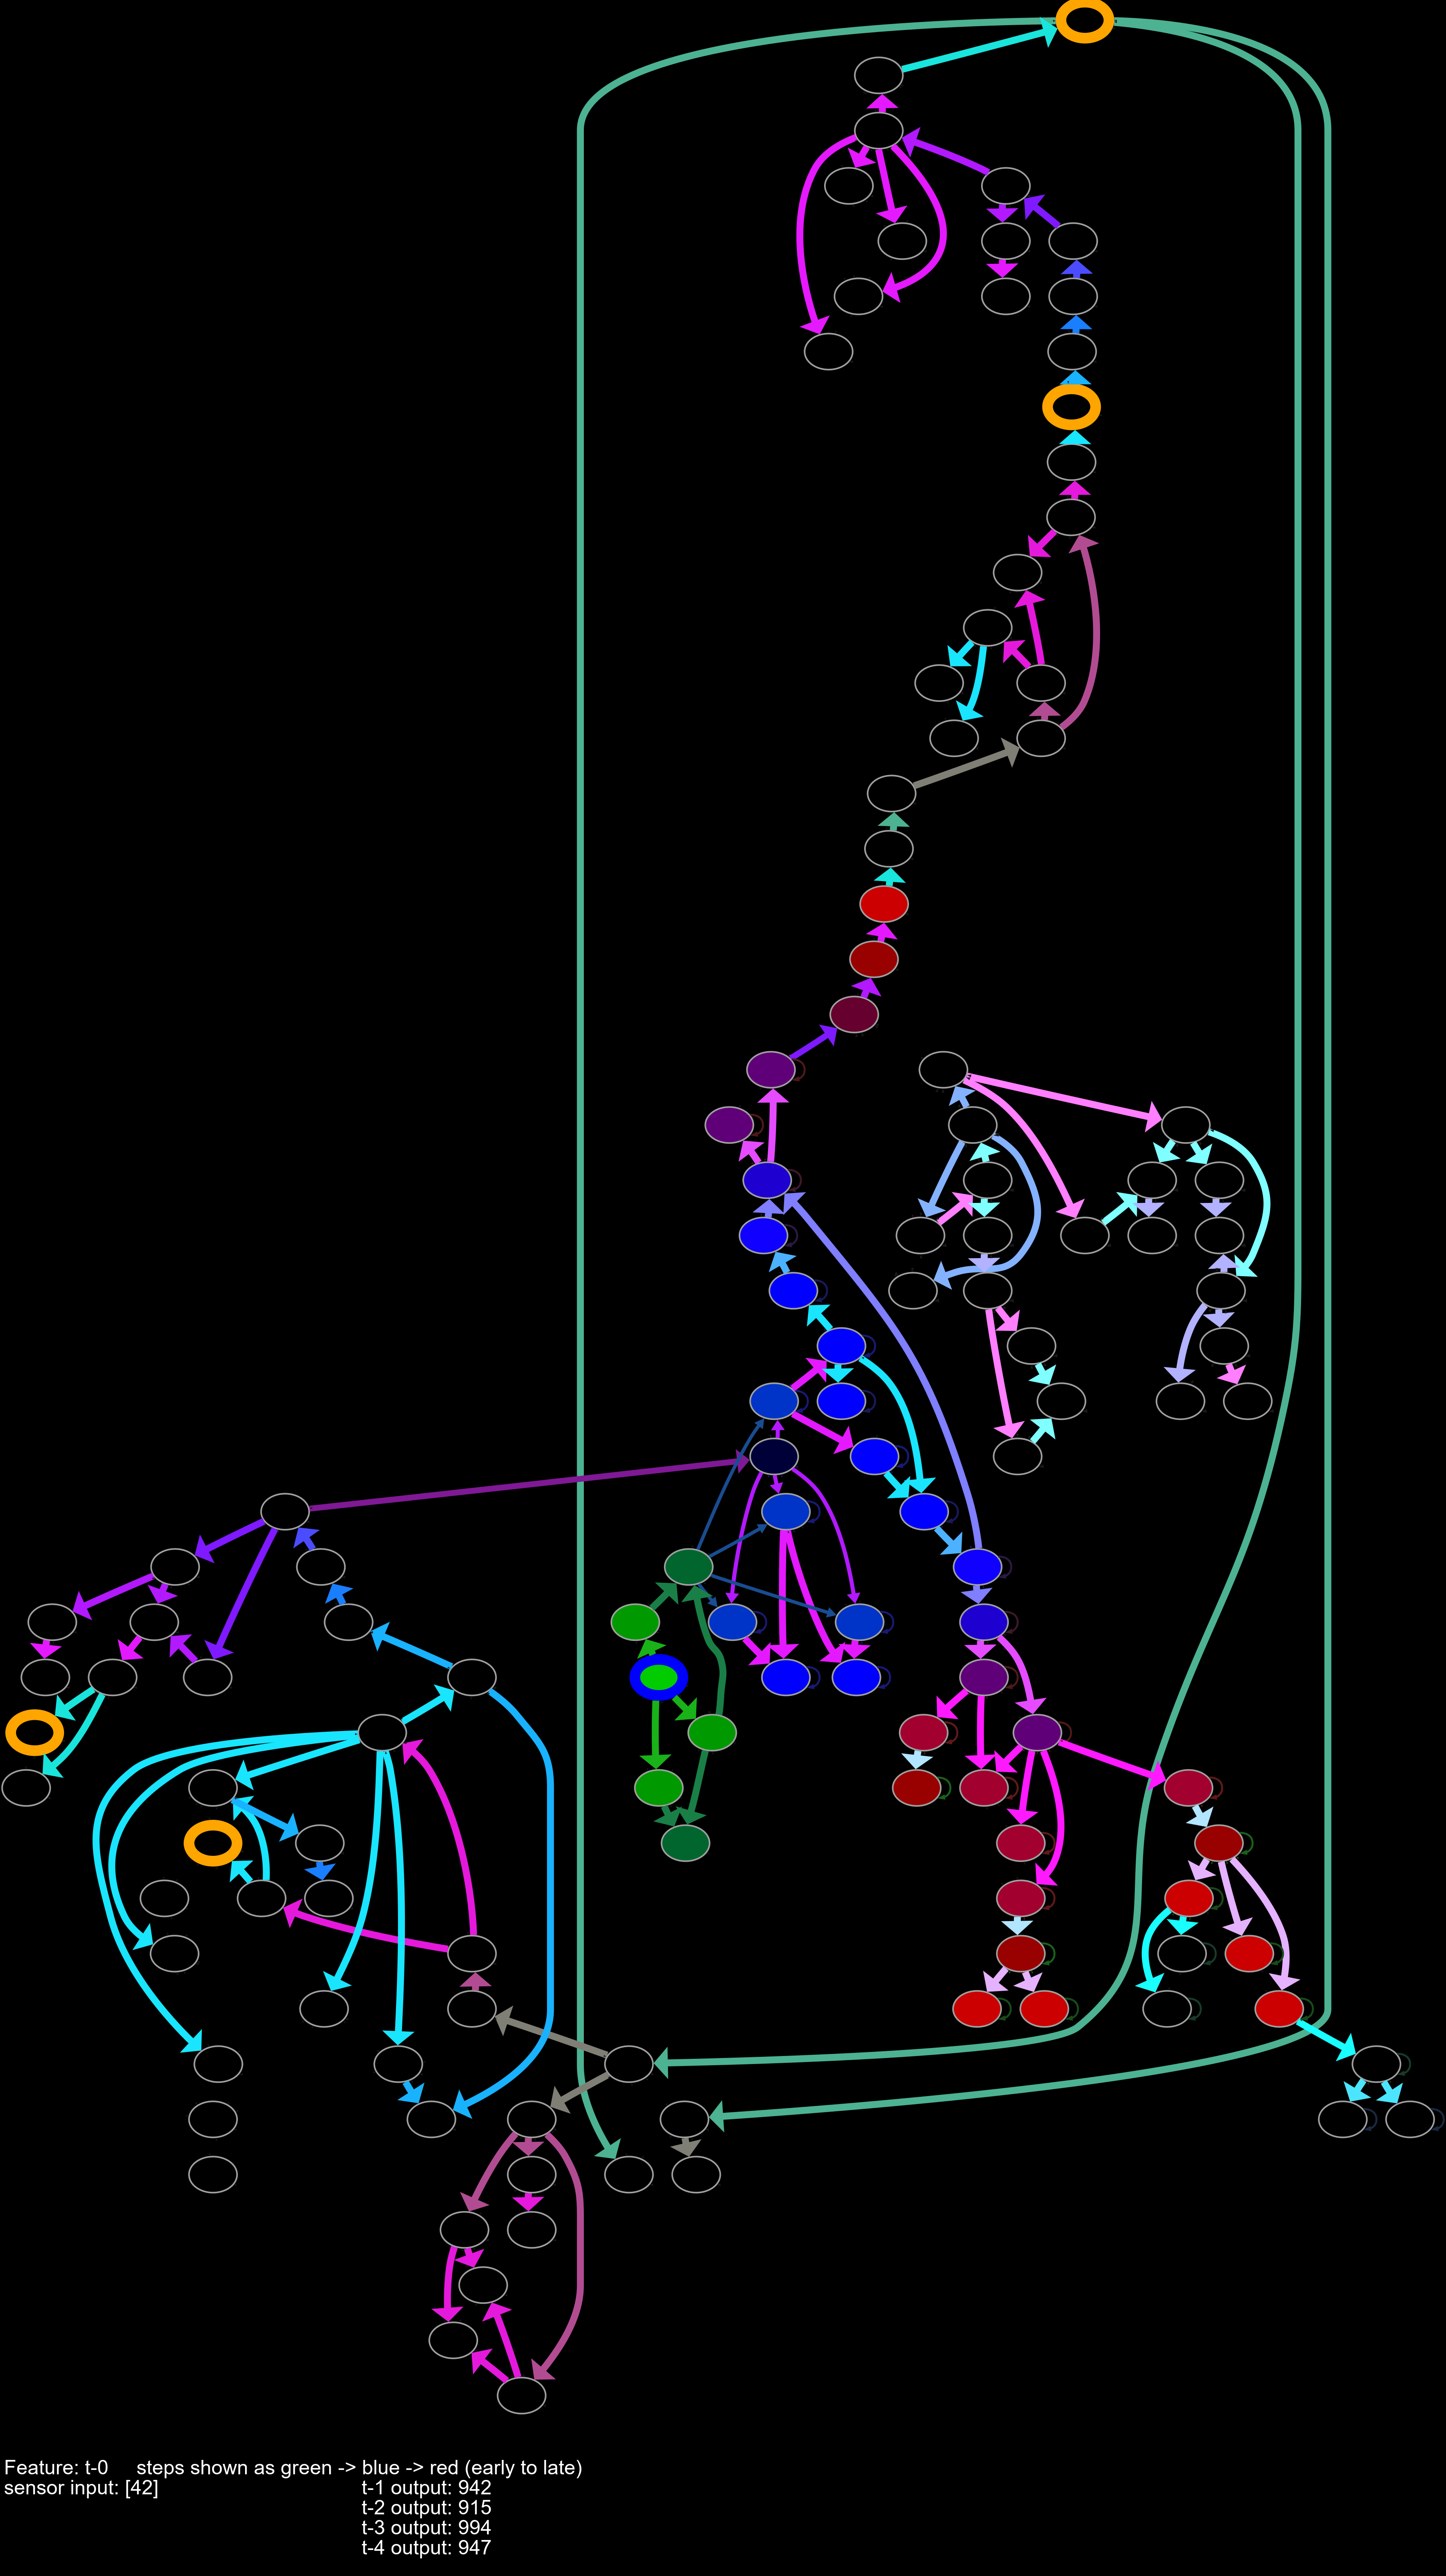 Feature: t-0 steps shown as green -> blue -> red (early to late)
sensor input: [42] t-1 output: 942
t-2 output: 915
t-3 output: 994
t-4 output: 947